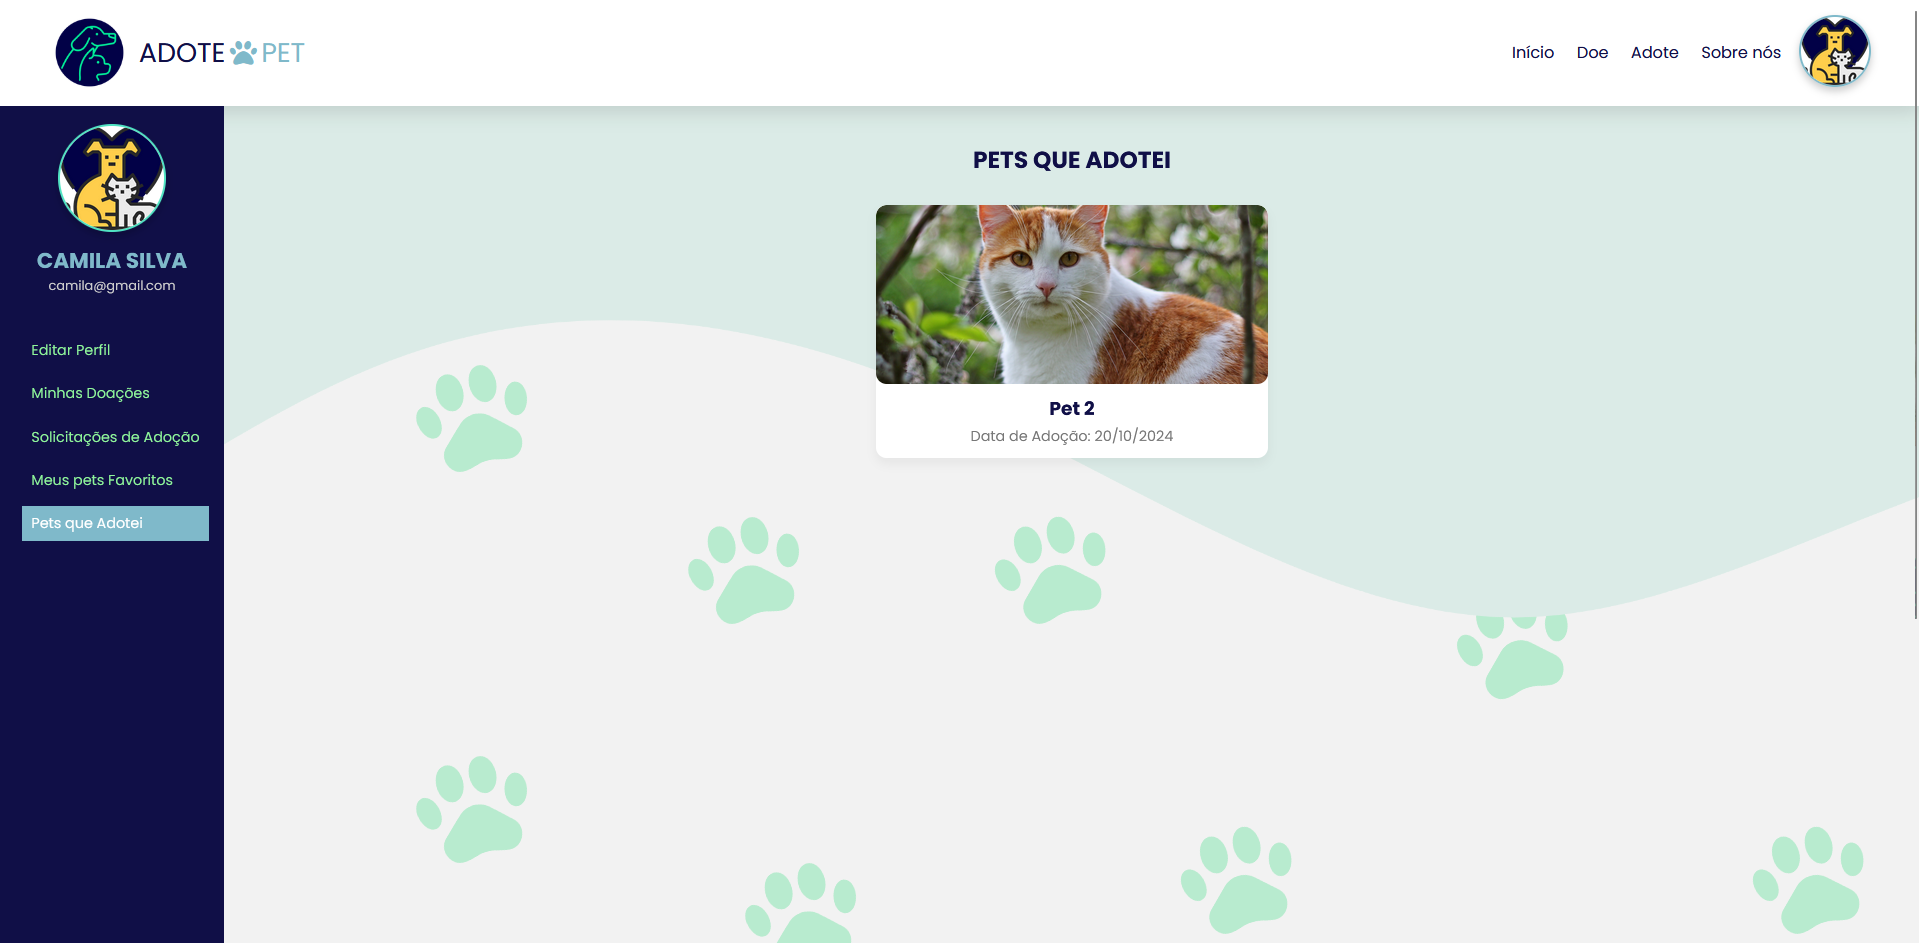 ADOTE PET
Início Doe Adote Sobre nós
CAMILA SILVA
camila@gmail.com
Editar Perfil
Minhas Doações
Solicitações de Adoção
Meus pets Favoritos
Pets que Adotei
PETS QUE ADOTEI
Pet 2
Data de Adoção: 20/10/2024